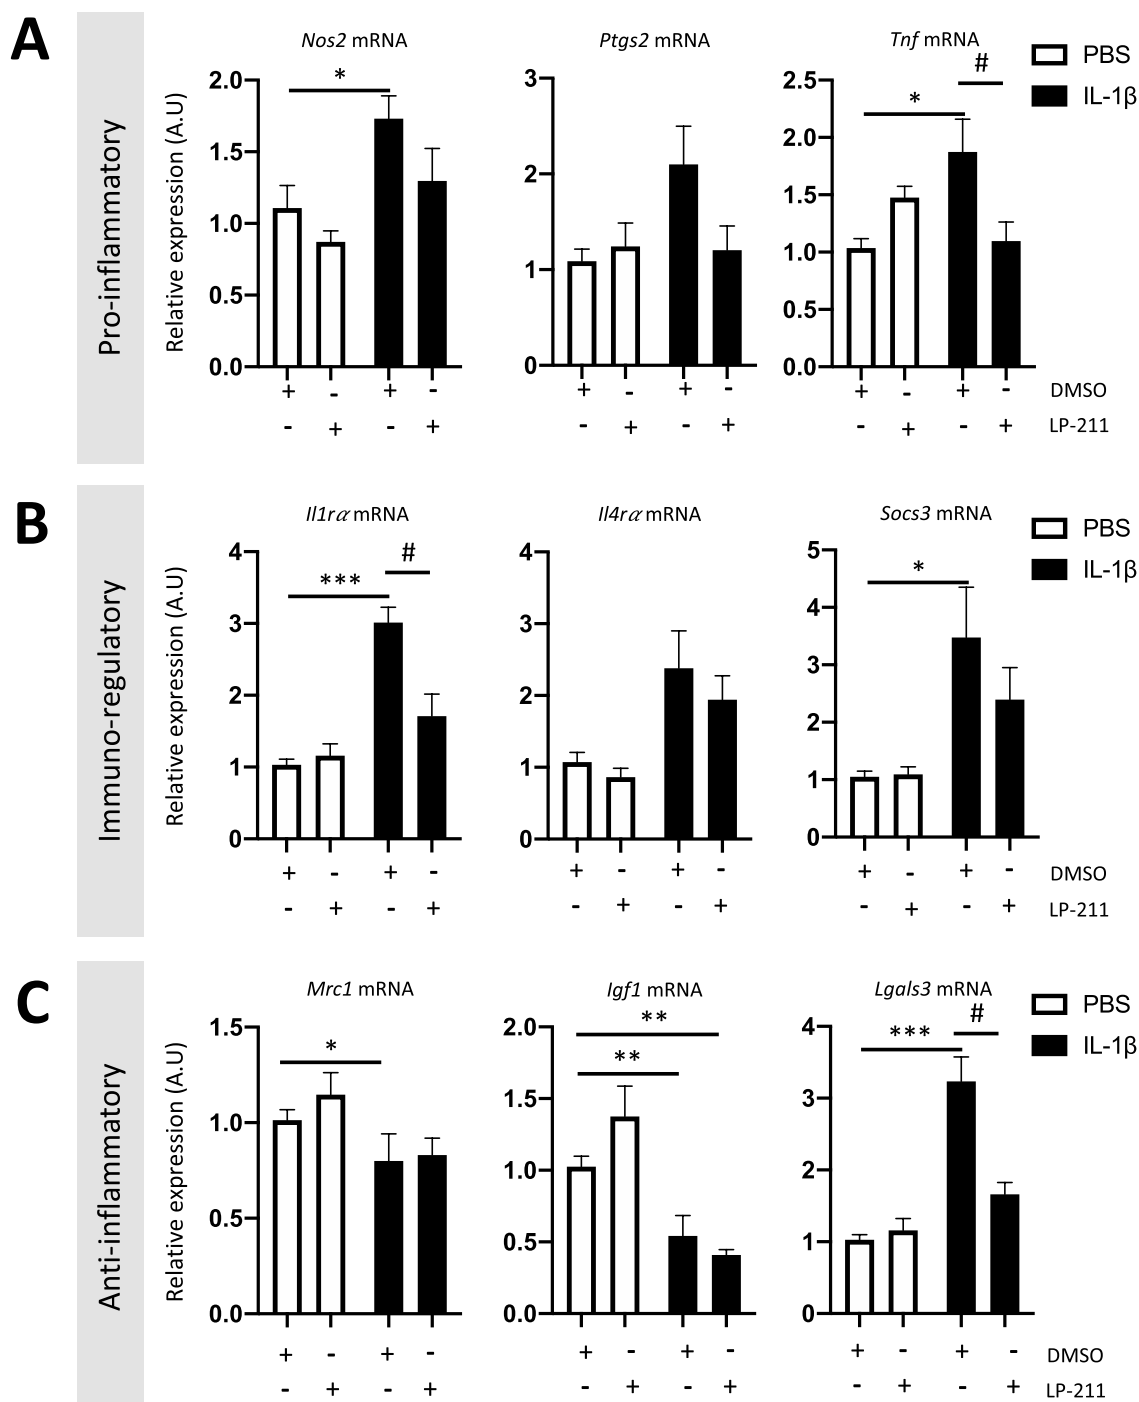 A
Pro-inflammatory
Nos2 mRNA
Ptgs2 mRNA
Tnf mRNA
PBS
IL-1β
Relative expression (A.U)
2.0
1.5
1.0
0.5
0.0
*
3
2
1
0
2.5
2.0
1.5
1.0
0.5
0.0
*
#
+ - + - + - + - + - + - DMSO
- + - + - + - + - + - + LP-211
B
Immuno-regulatory
Il1rα mRNA
Il4rα mRNA
Socs3 mRNA
PBS
IL-1β
Relative expression (A.U)
4
3
2
1
0
***
#
4
3
2
1
0
5
4
3
2
1
0
*
+ - + - + - + - + - + - DMSO
- + - + - + - + - + - + LP-211
C
Anti-inflammatory
Mrc1 mRNA
Igf1 mRNA
Lgals3 mRNA
PBS
IL-1β
Relative expression (A.U)
1.5
1.0
0.5
0.0
*
2.0
1.5
1.0
0.5
0.0
**
**
4
3
2
1
0
***
#
+ - + - + - + - + - + - DMSO
- + - + - + - + - + - + LP-211